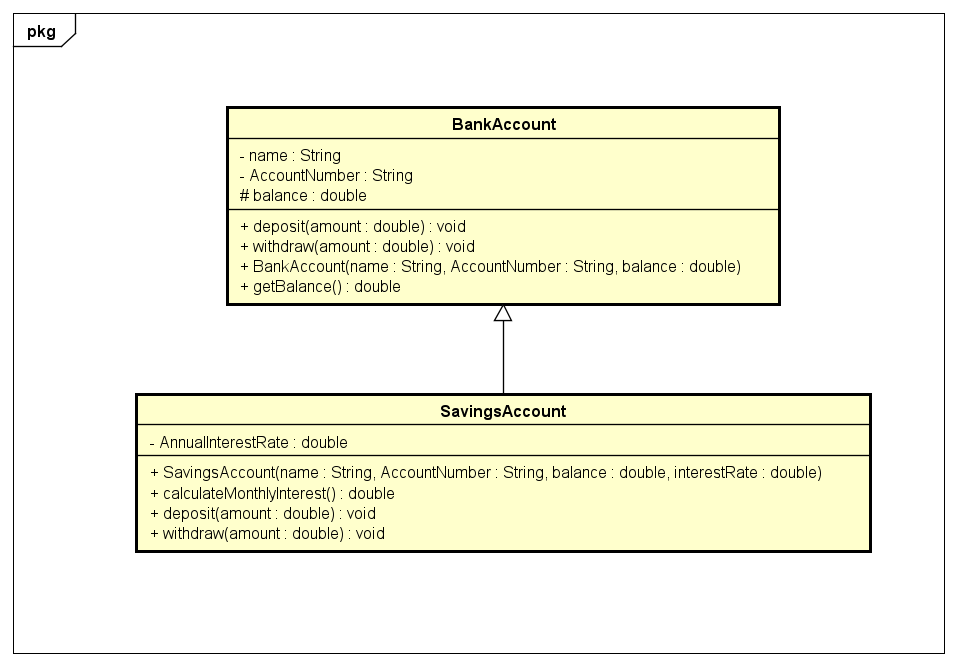 pkg
BankAccount
- name : String
- AccountNumber : String
# balance : double
+ deposit(amount : double) : void
+ withdraw(amount : double) : void
+ BankAccount(name : String, AccountNumber : String, balance : double)
+ getBalance() : double
SavingsAccount
- AnnualInterestRate : double
+ SavingsAccount(name : String, AccountNumber : String, balance : double, interestRate : double)
+ calculateMonthlyInterest() : double
+ deposit(amount : double) : void
+ withdraw(amount : double) : void